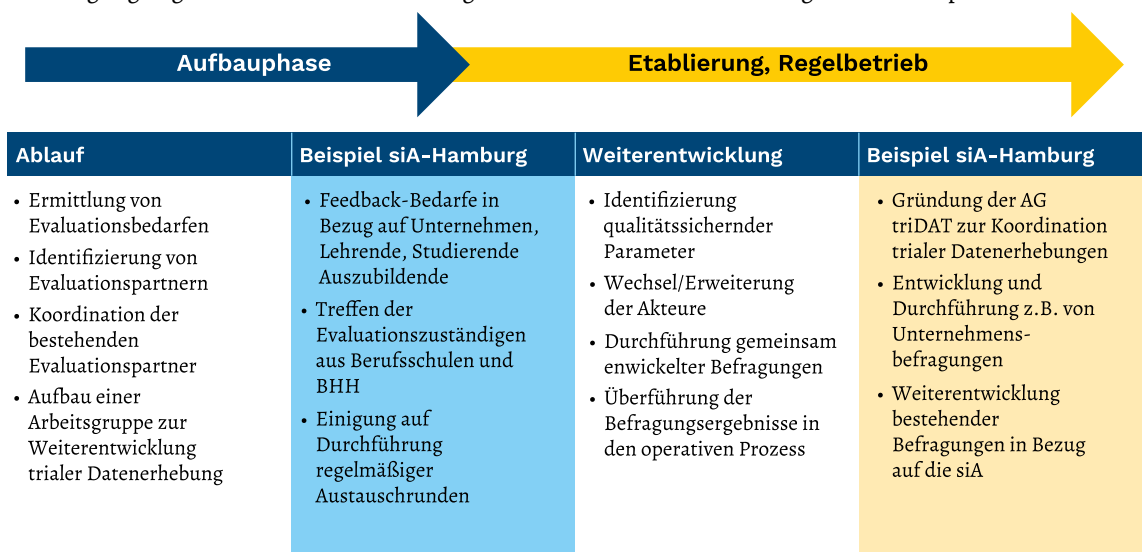 Aufbauphase
Etablierung, Regelbetrieb
Ablauf
• Ermittlung von
Evaluationsbedarfen
• Identifizierung von
Evaluationspartnern
• Koordination der
bestehenden
Evaluationspartner
• Aufbau einer
Arbeitsgruppe zur
Weiterentwicklung
trialer Datenerhebung
Beispiel siA-Hamburg
• Feedback-Bedarfe in
Bezug auf Unternehmen,
Lehrende, Studierende
Auszubildende
• Treffen der
Evaluationszuständigen
aus Berufsschulen und
BHH
• Einigung auf
Durchführung
regelmäßiger
Austauschrunden
Weiterentwicklung
• Identifizierung
qualitätssichernder
Parameter
• Wechsel/Erweiterung
der Akteure
• Durchführung gemeinsam
enwickelter Befragungen
• Überführung der
Befragungsergebnisse in
den operativen Prozess
Beispiel siA-Hamburg
• Gründung der AG
triDAT zur Koordination
trialer Datenerhebungen
• Entwicklung und
Durchführung z.B. von
Unternehmens-
befragungen
• Weiterentwicklung
bestehender
Befragungen in Bezug
auf die siA